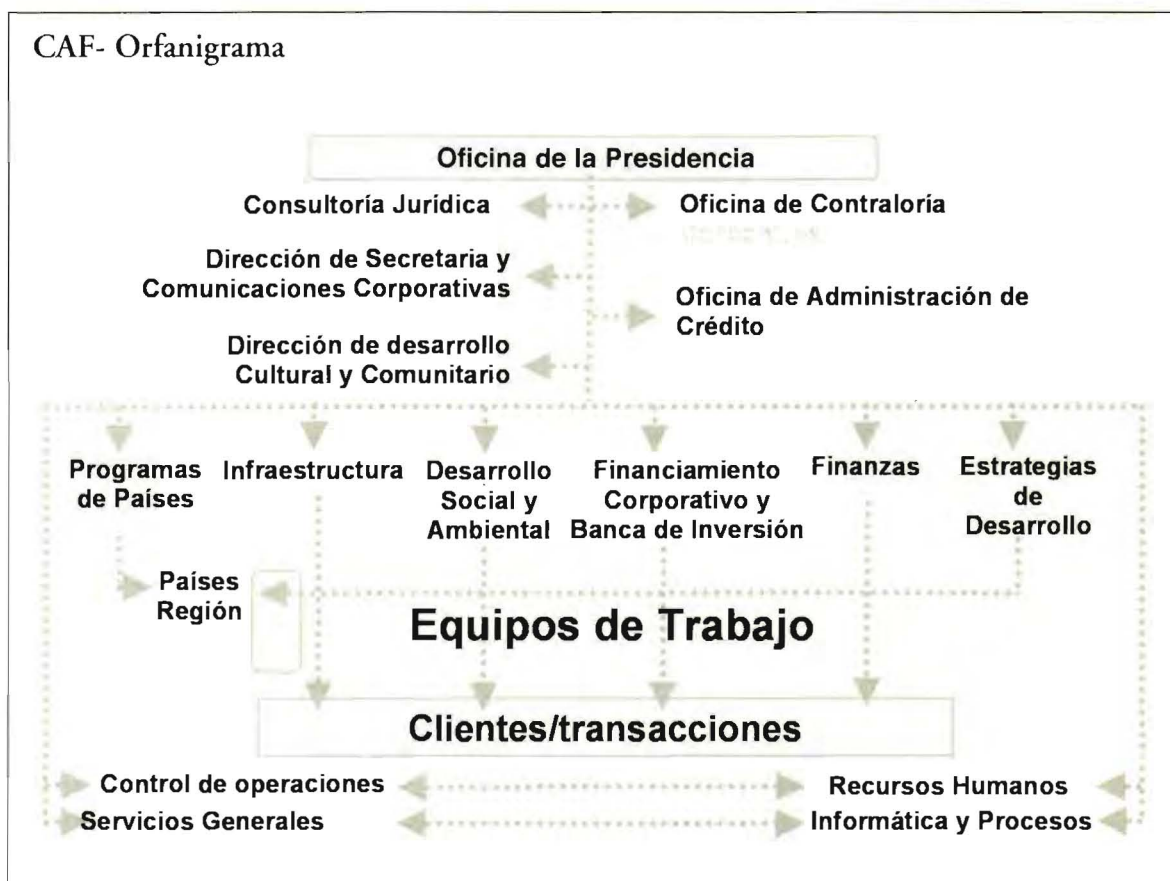 CAF- Orfanigrama
Oficina de la Presidencia
Consultoría Jurídica
Oficina de Contraloría
Dirección de Secretaria y
Comunicaciones Corporativas
Oficina de Administración de
Crédito
Dirección de desarrollo
Cultural y Comunitario
Programas
de Países
Infraestructura
Desarrollo
Social y
Ambiental
Financiamiento
Corporativo y
Banca de Inversión
Finanzas
Estrategias
de
Desarrollo
Países
Región
Equipos de Trabajo
Clientes/transacciones
Control de operaciones
Recursos Humanos
Servicios Generales
Informática y Procesos